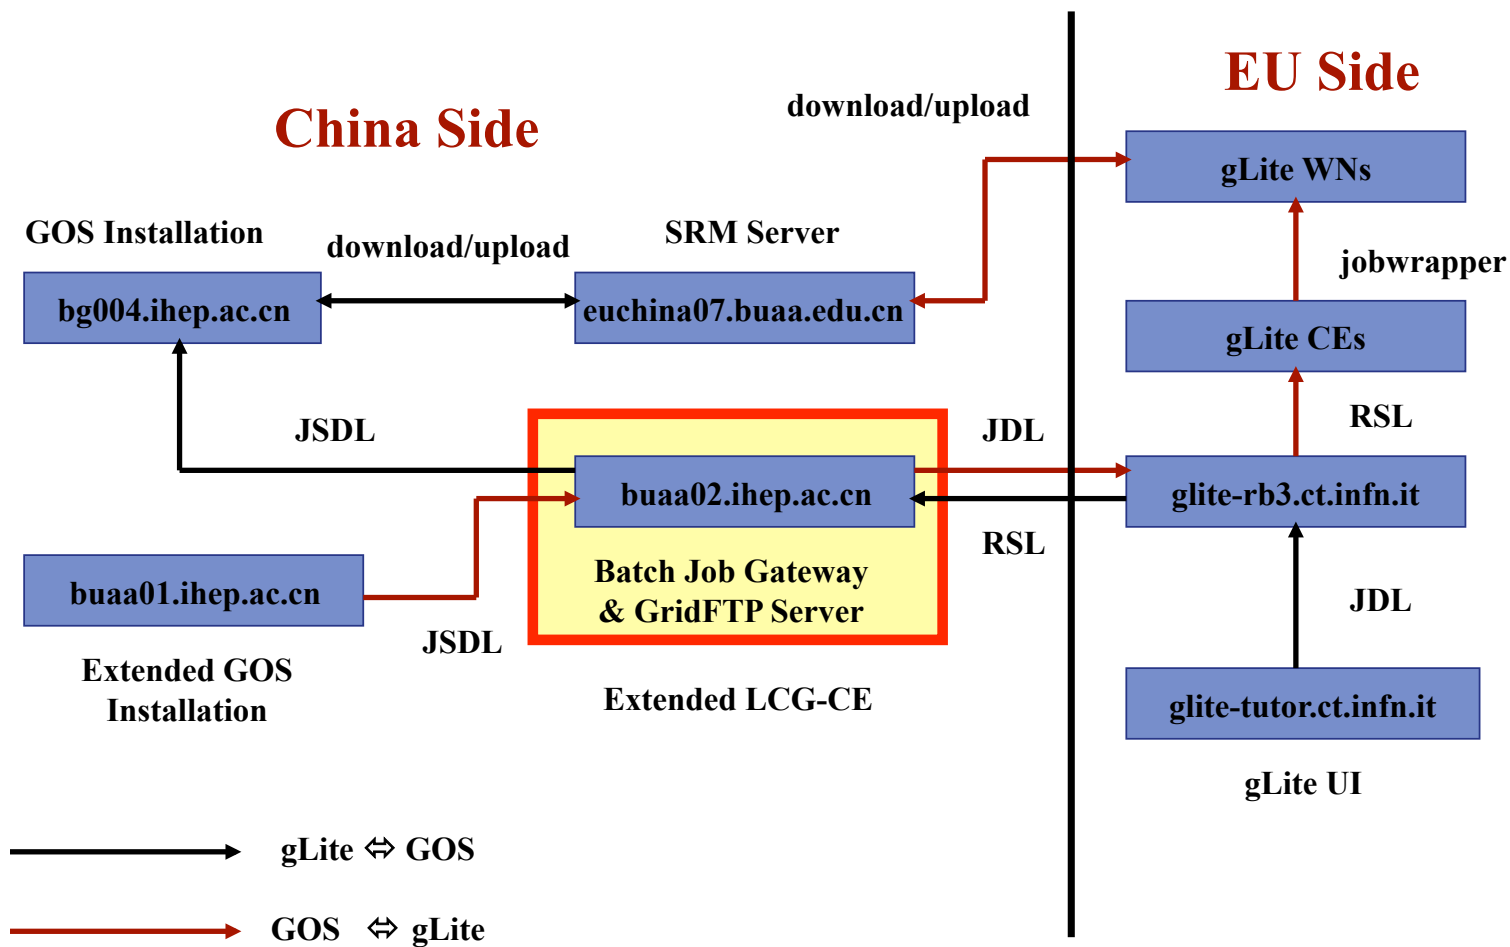 EU Side
download/upload
China Side
gLite WNs
GOS Installation
download/upload
SRM Server
jobwrapper
bg004.ihep.ac.cn
euchina07.buaa.edu.cn
gLite CEs
JSDL
JDL
RSL
buaa02.ihep.ac.cn
glite-rb3.ct.infn.it
RSL
Batch Job Gateway
& GridFTP Server
buaa01.ihep.ac.cn
JDL
JSDL
Extended GOS
Installation
Extended LCG-CE
glite-tutor.ct.infn.it
gLite UI
gLite ⇔ GOS
GOS ⇔ gLite